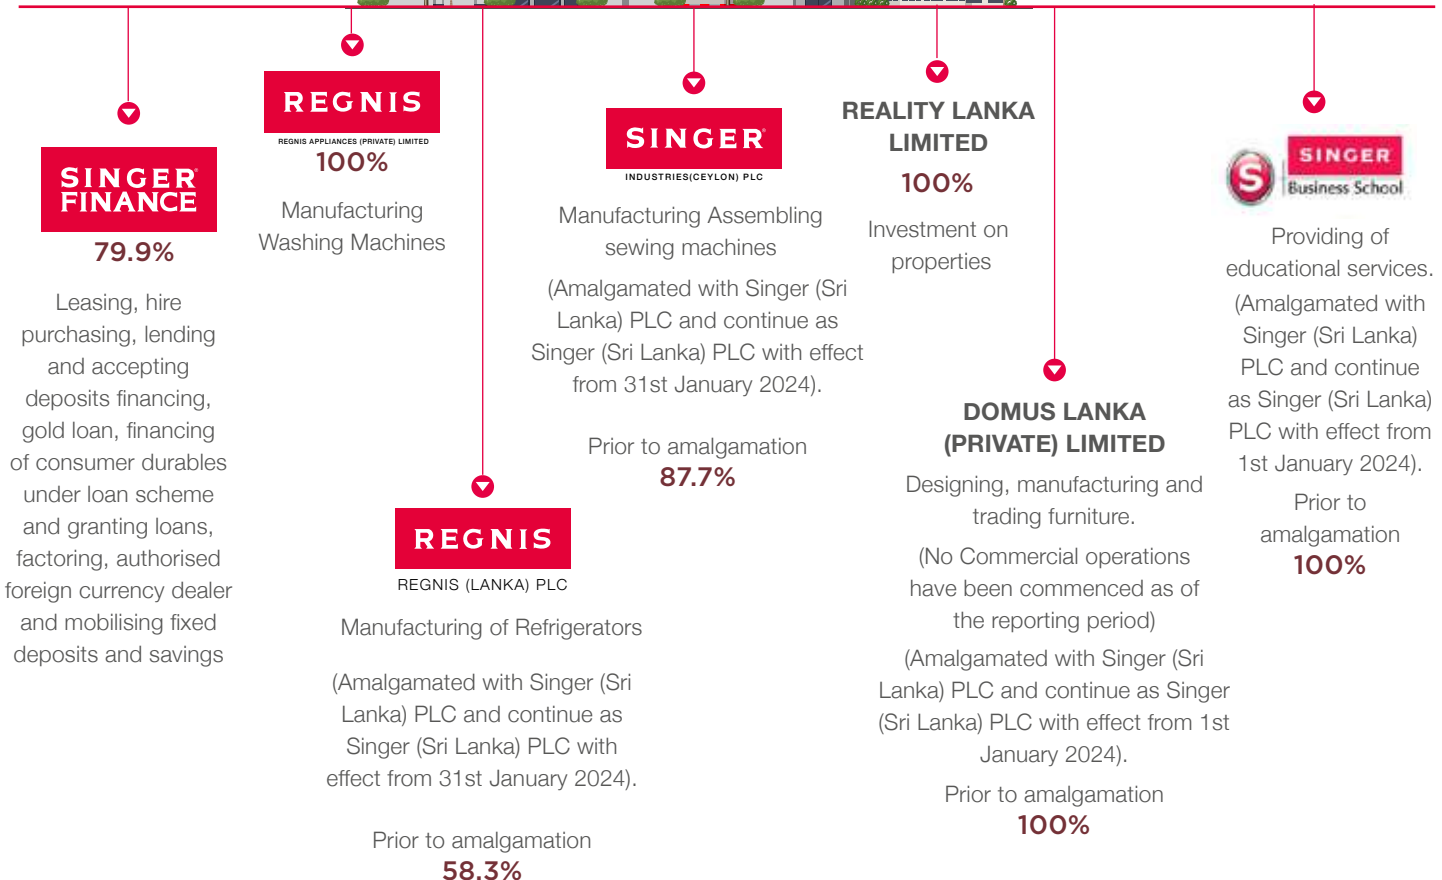 SINGER
FINANCE
79.9%
Leasing, hire
purchasing, lending
and accepting
deposits financing,
gold loan, financing
of consumer durables
under loan scheme
and granting loans,
factoring, authorised
foreign currency dealer
and mobilising fixed
deposits and savings
REGNIS
REGNIS APPLIANCES (PRIVATE) LIMITED
100%
Manufacturing
Washing Machines
REGNIS
REGNIS (LANKA) PLC
Manufacturing of Refrigerators
(Amalgamated with Singer (Sri
Lanka) PLC and continue as
Singer (Sri Lanka) PLC with
effect from 31st January 2024).
Prior to amalgamation
58.3%
SINGER
INDUSTRIES(CEYLON) PLC
Manufacturing Assembling
sewing machines
(Amalgamated with Singer (Sri
Lanka) PLC and continue as
Singer (Sri Lanka) PLC with effect
from 31st January 2024).
Prior to amalgamation
87.7%
REALITY LANKA
LIMITED
100%
Investment on
properties
DOMUS LANKA
(PRIVATE) LIMITED
Designing, manufacturing and
trading furniture.
(No Commercial operations
have been commenced as of
the reporting period)
(Amalgamated with Singer (Sri
Lanka) PLC and continue as Singer
(Sri Lanka) PLC with effect from 1st
January 2024).
Prior to amalgamation
100%
S
SINGER
Business School
Providing of
educational services.
(Amalgamated with
Singer (Sri Lanka)
PLC and continue
as Singer (Sri Lanka)
PLC with effect from
1st January 2024).
Prior to
amalgamation
100%